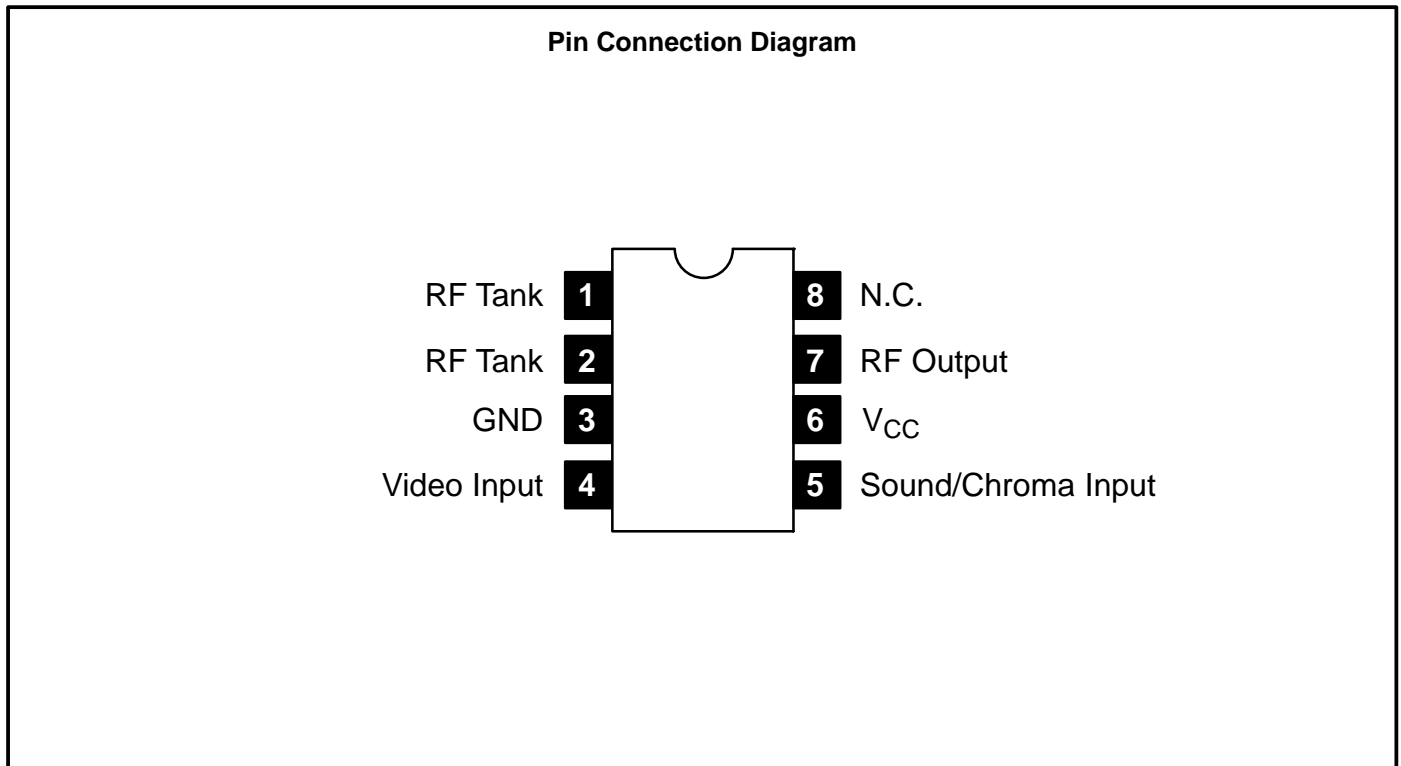 Pin Connection Diagram
RF Tank 1
8 N.C.
RF Tank 2
7 RF Output
GND 3
6 VCC
Video Input 4
5 Sound/Chroma Input